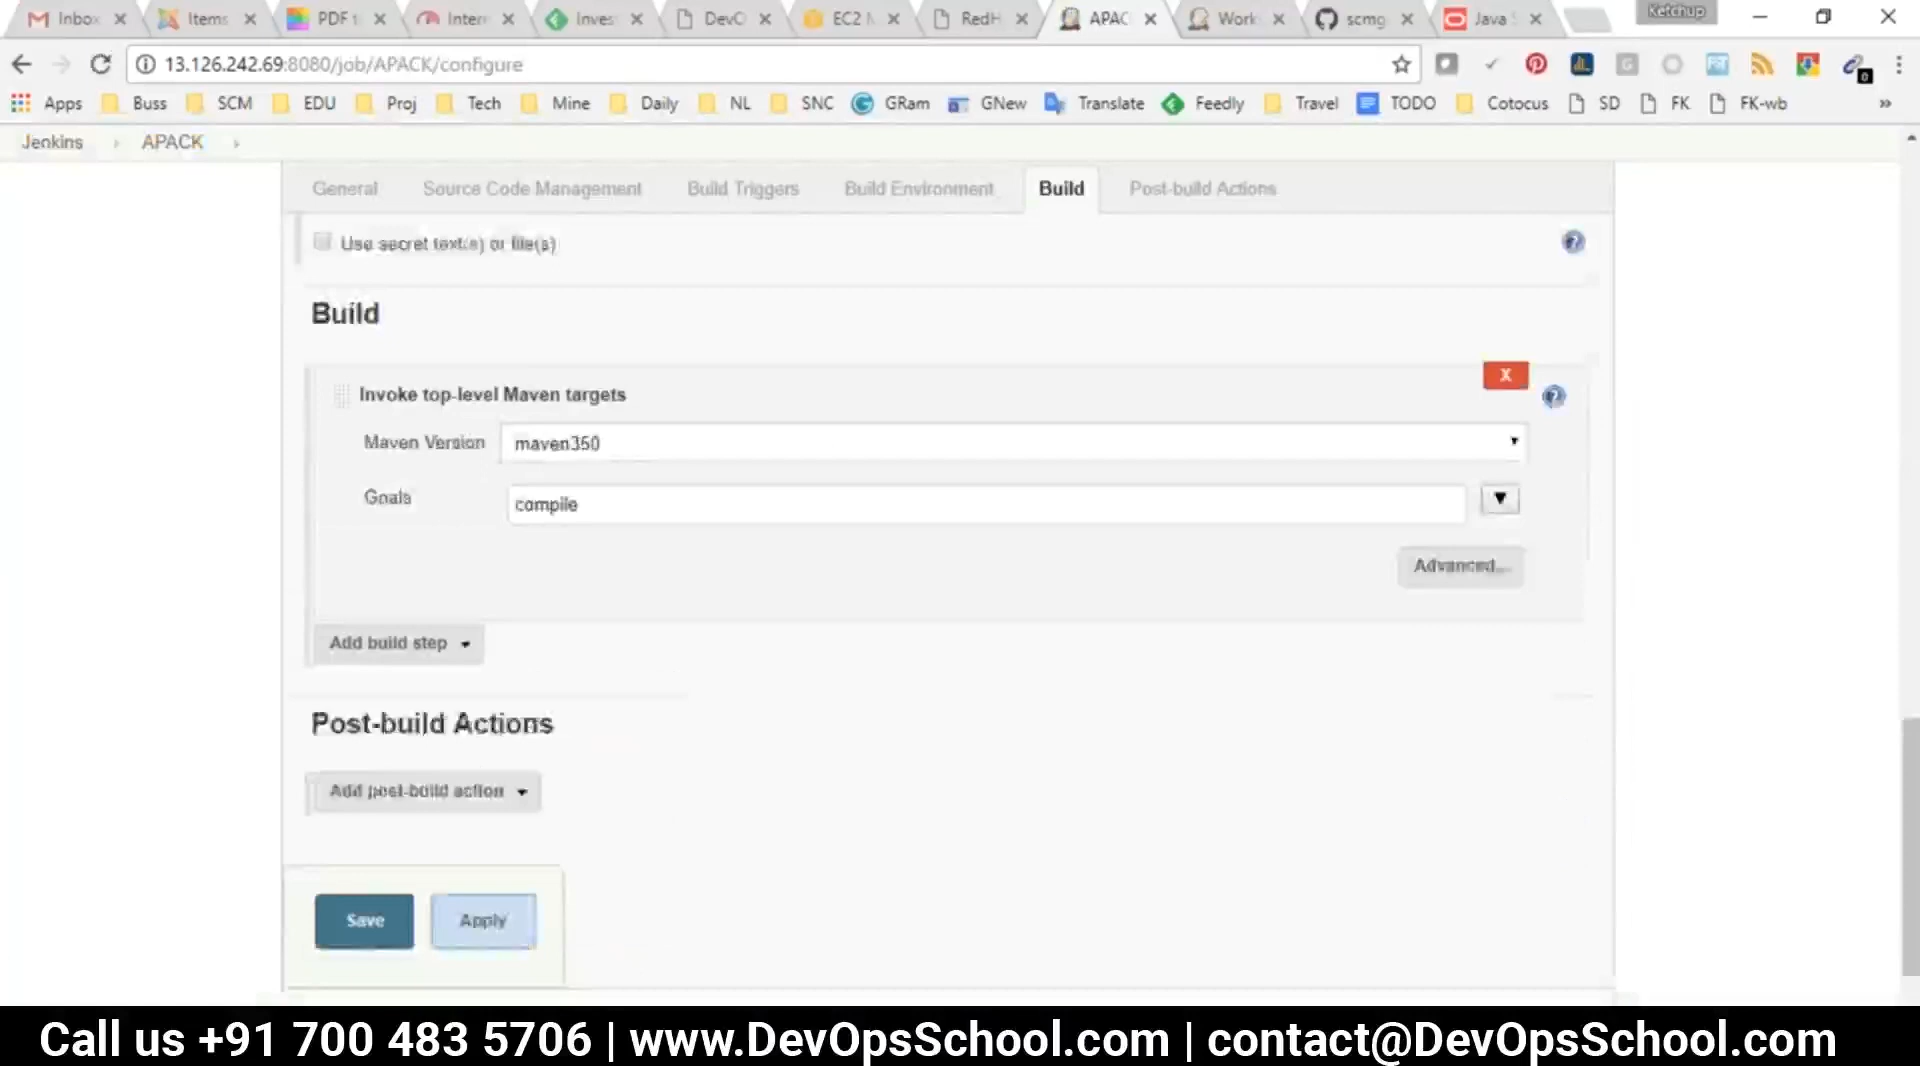 Inbox
Items
PDF t
Inter
Inves
DevO
EC2 M
RedH
APAC
Work
scmg
Java S
Ketchup
13.126.242.69:8080/job/APACK/configure
0
Apps Buss SCM EDU Proj Tech Mine Daily NL SNC GRam GNew Translate Feedly Travel TODO Cotocus SD FK FK-wb »
Jenkins APACK
General Source Code Management Build Triggers Build Environment Build Post-build Actions
Use secret text(s) or file(s)
Build
X
Invoke top-level Maven targets
Maven Version maven350
Goals compile
Advanced...
Add build step
Post-build Actions
Add post-build action
Save Apply
Call us +91 700 483 5706 | www.DevOpsSchool.com | contact@DevOpsSchool.com